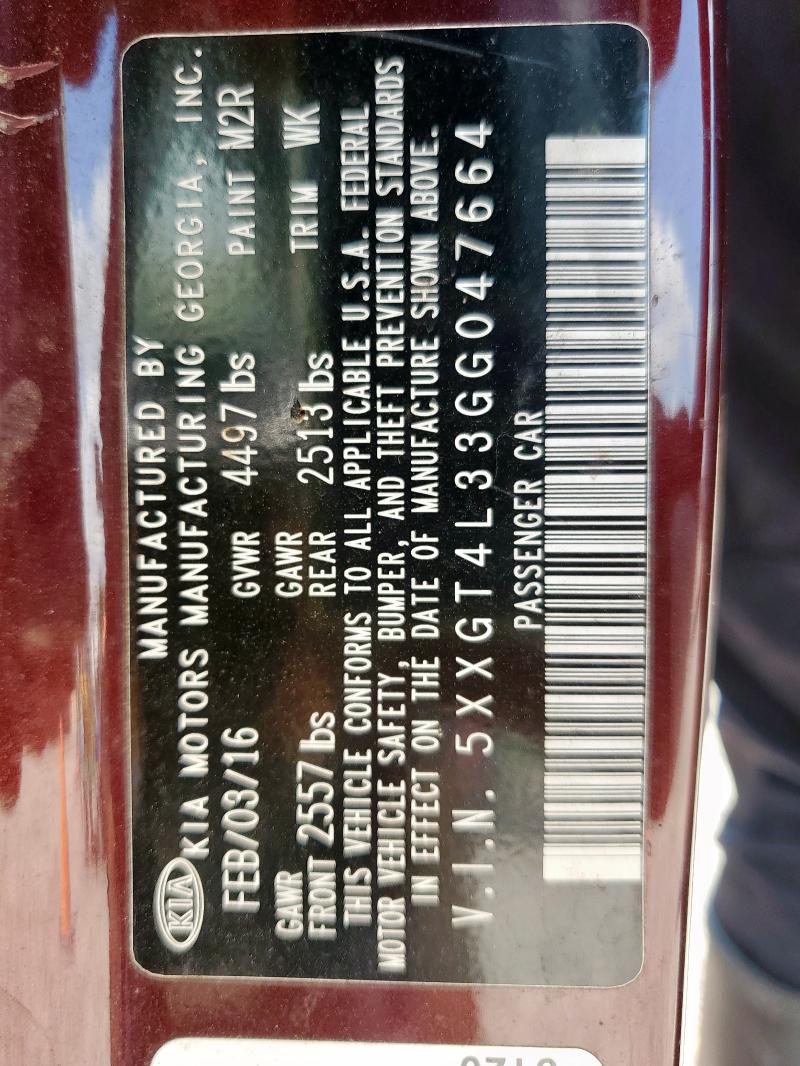 MANUFACTURED BY
KIA KIA MOTORS MANUFACTURING GEORGIA, INC.
FEB/03/16 GVWR 4497 lbs PAINT M2R
GAWR FRONT 2557 lbs GAWR REAR 2513 lbs TRIM WK
THIS VEHICLE CONFORMS TO ALL APPLICABLE U.S.A. FEDERAL
MOTOR VEHICLE SAFETY, BUMPER, AND THEFT PREVENTION STANDARDS
IN EFFECT ON THE DATE OF MANUFACTURE SHOWN ABOVE.
V.I.N. 5XXGT4L33GG047664
PASSENGER CAR